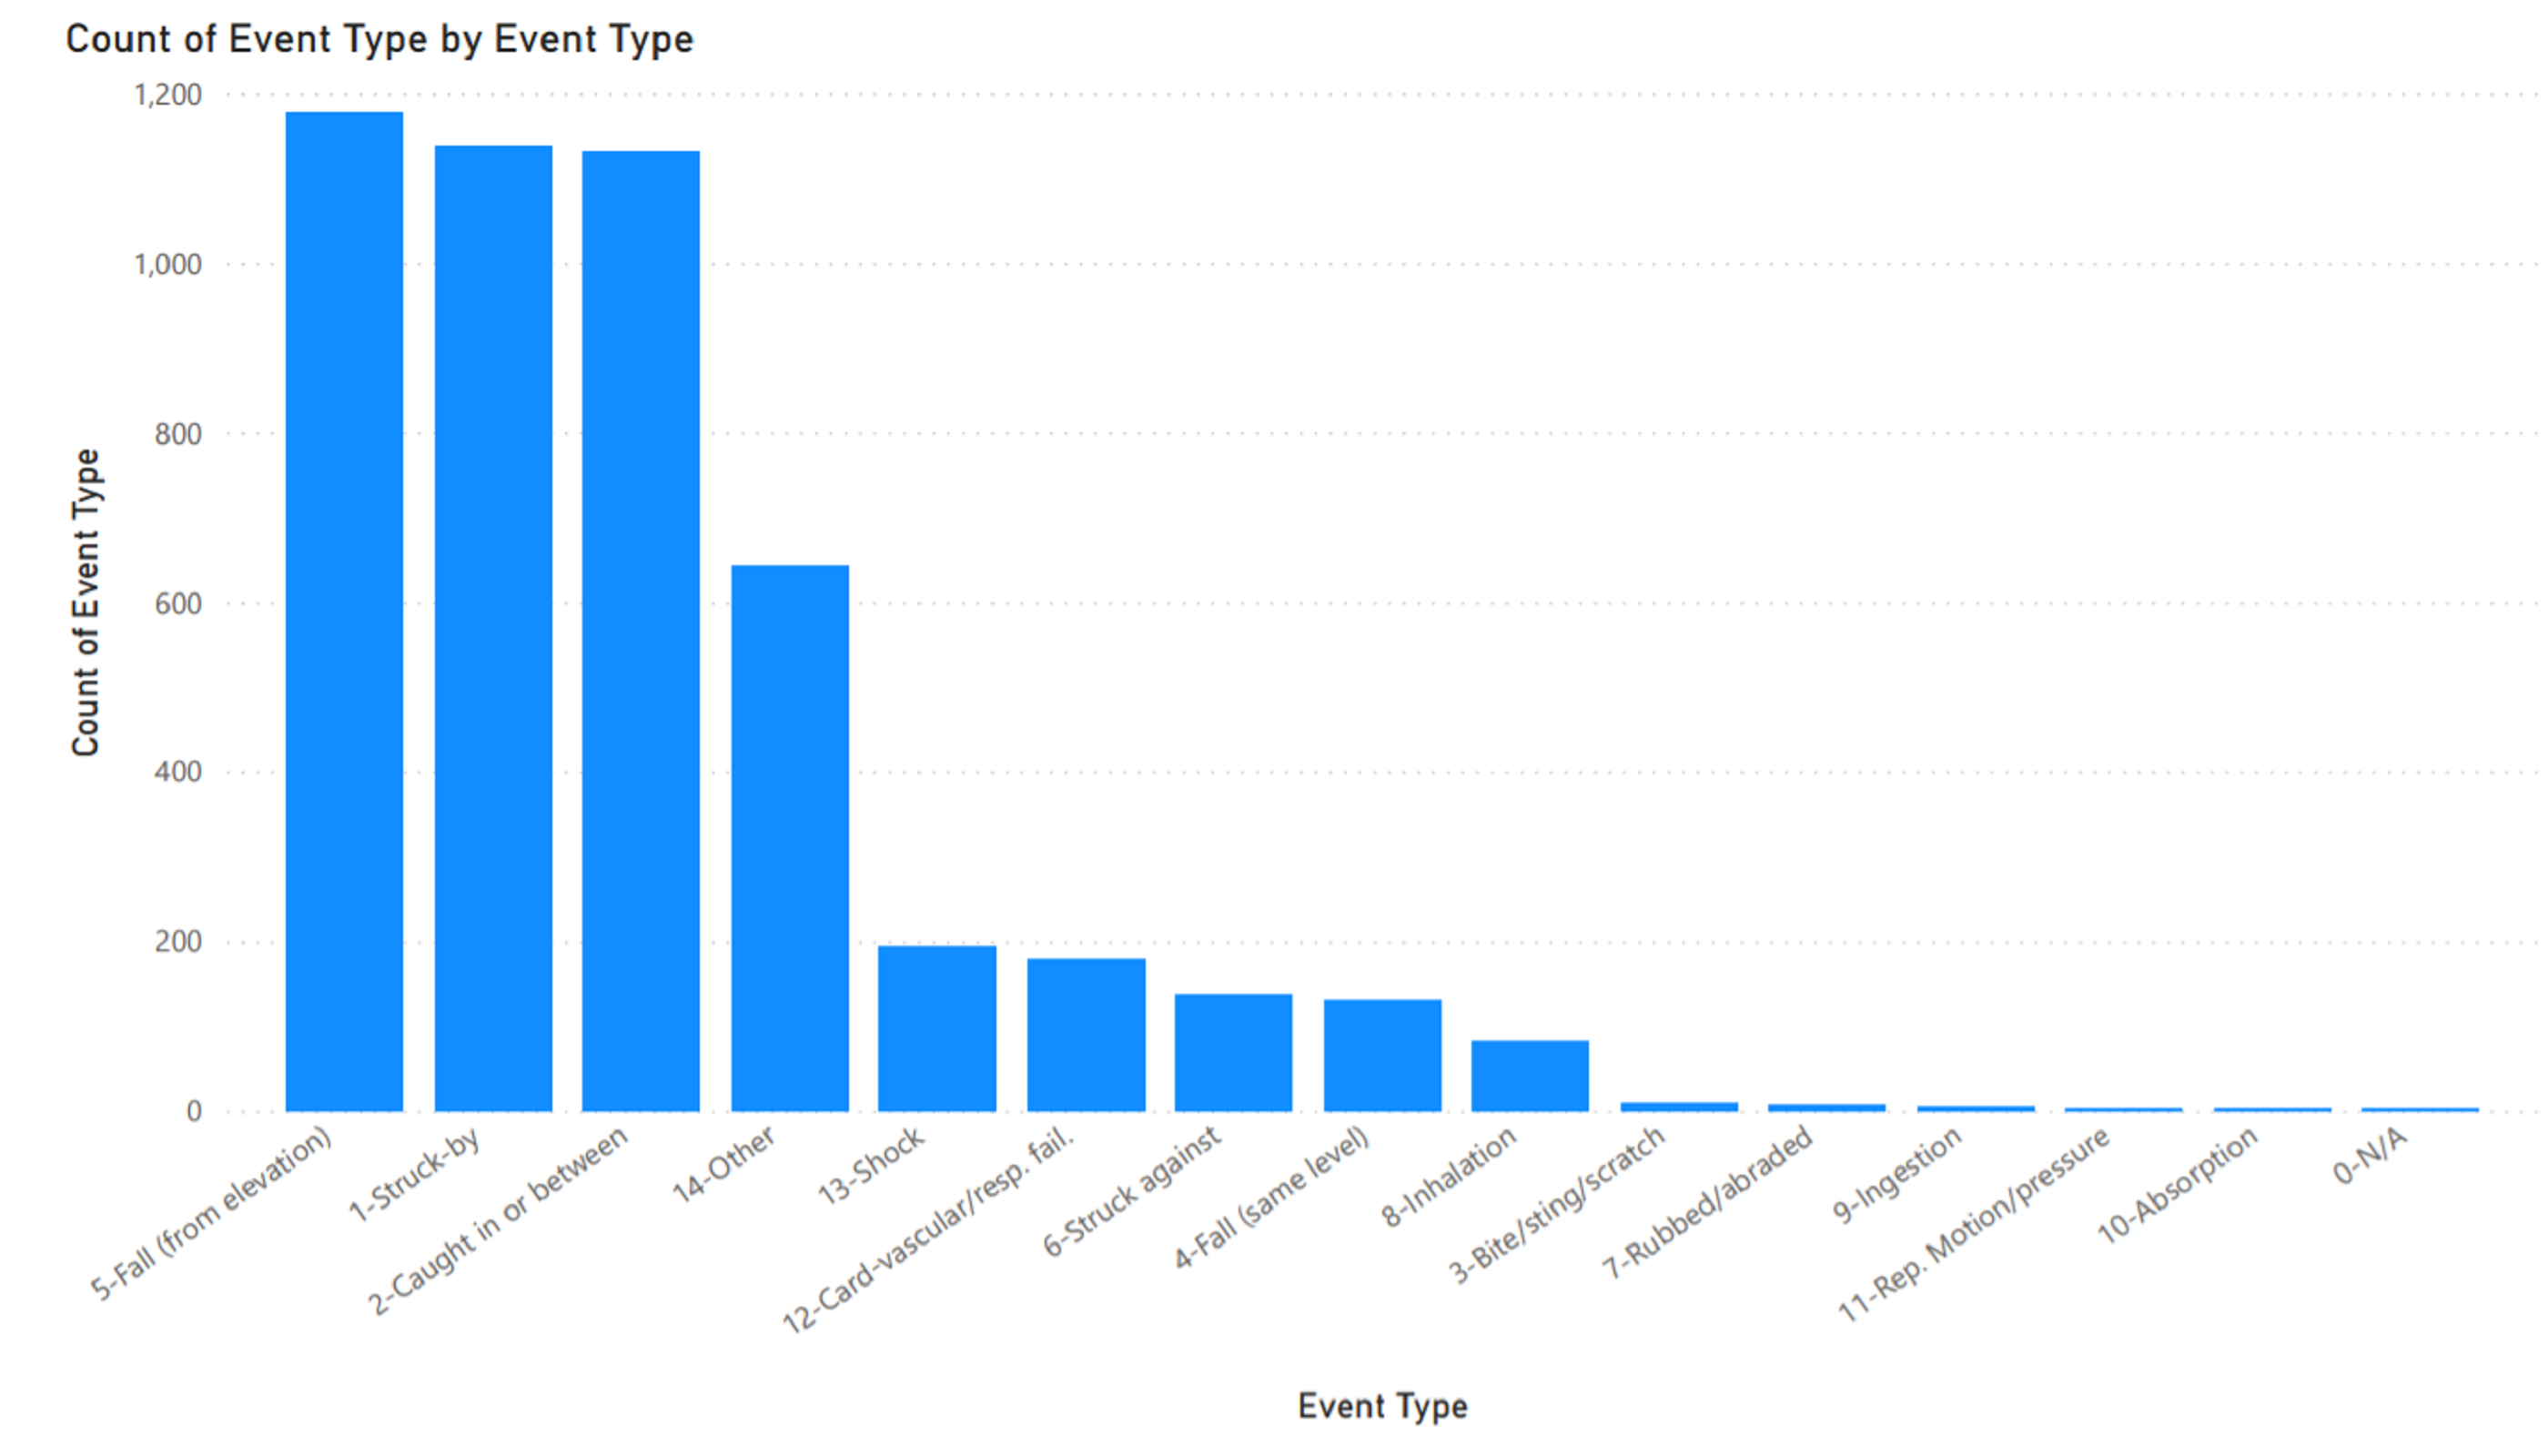 Count of Event Type by Event Type
1,200
1,000
800
600
400
200
0
Count of Event Type
5-Fall (from elevation)
1-Struck-by
2-Caught in or between
14-Other
13-Shock
12-Card-vascular/resp. fail.
6-Struck against
4-Fall (same level)
8-Inhalation
3-Bite/sting/scratch
7-Rubbed/abraded
9-Ingestion
11-Rep. Motion/pressure
10-Absorption
0-N/A
Event Type